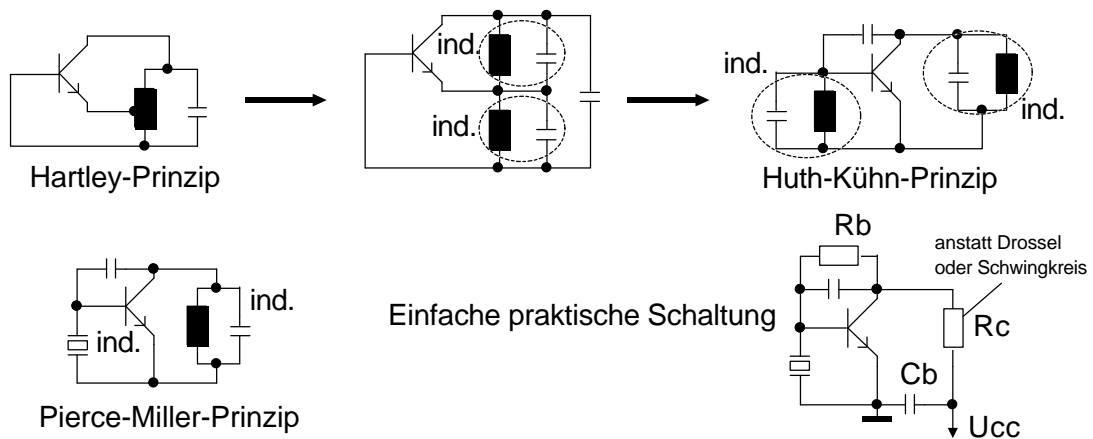 ind.
ind.
Hartley-Prinzip
ind.
ind.
Huth-Kühn-Prinzip
ind.
ind.
Pierce-Miller-Prinzip
Einfache praktische Schaltung
Rb
anstatt Drossel
oder Schwingkreis
Rc
Cb
Ucc